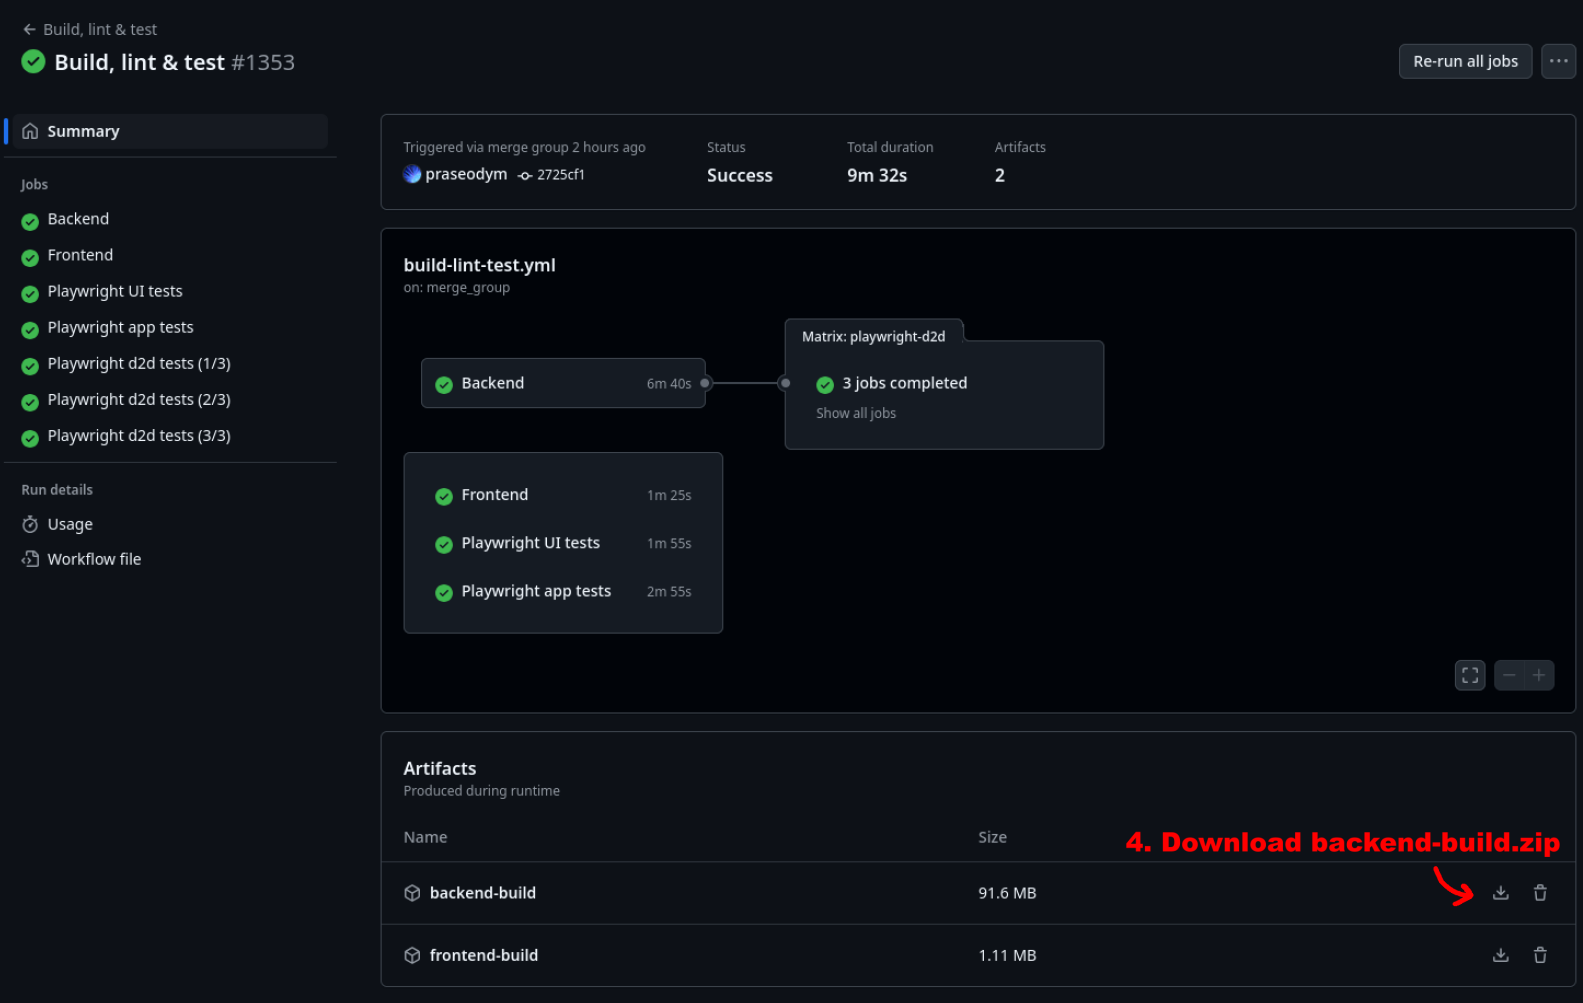 Build, lint & test
Build, lint & test #1353
Re-run all jobs
Summary
Jobs
Backend
Frontend
Playwright UI tests
Playwright app tests
Playwright d2d tests (1/3)
Playwright d2d tests (2/3)
Playwright d2d tests (3/3)
Run details
Usage
Workflow file
Triggered via merge group 2 hours ago
praseodym 2725cf1
Status
Success
Total duration
9m 32s
Artifacts
2
build-lint-test.yml
on: merge_group
Matrix: playwright-d2d
Backend 6m 40s
3 jobs completed
Show all jobs
Frontend 1m 25s
Playwright UI tests 1m 55s
Playwright app tests 2m 55s
Artifacts
Produced during runtime
Name Size
4. Download backend-build.zip
backend-build 91.6 MB
frontend-build 1.11 MB